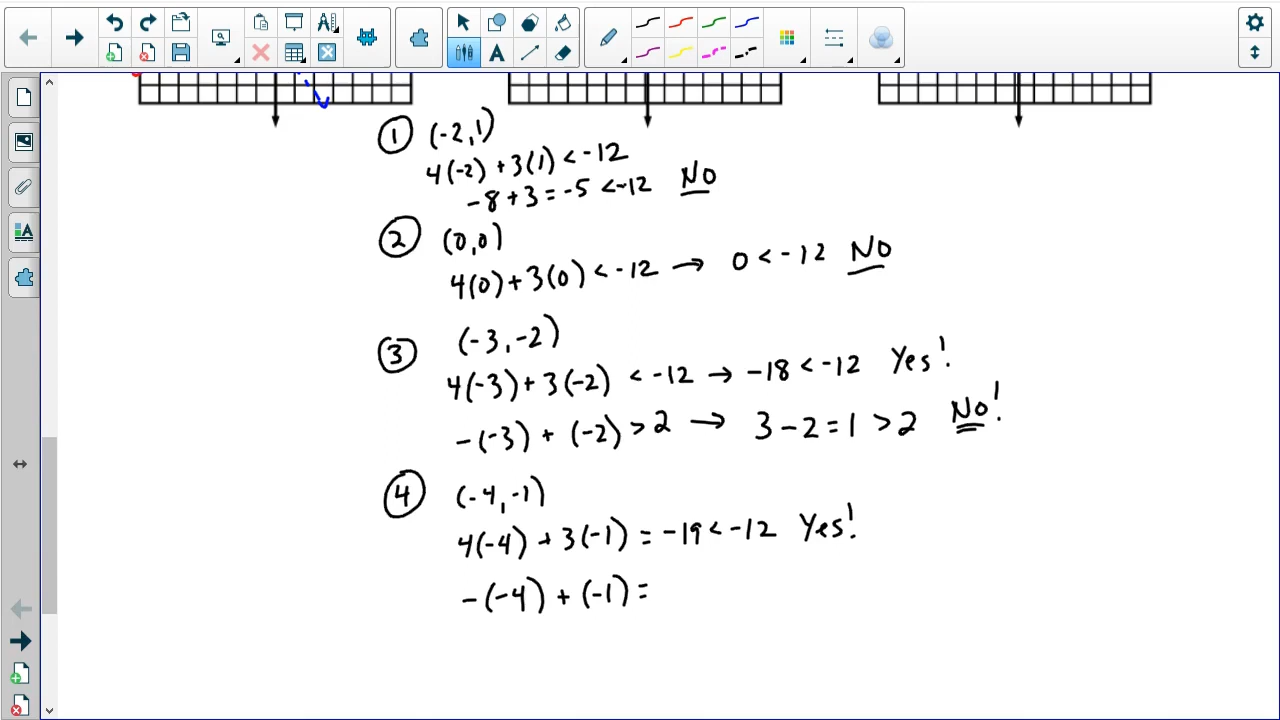 ① (-2,1)
4(-2) + 3(1) < -12
-8 + 3 = -5 < -12 No
② (0,0)
4(0) + 3(0) < -12 → 0 < -12 No
③ (-3,-2)
4(-3) + 3(-2) < -12 → -18 < -12 Yes!
-(-3) + (-2) > 2 → 3 - 2 = 1 > 2 No!
④ (-4,-1)
4(-4) + 3(-1) = -19 < -12 Yes!
-(-4) + (-1) =